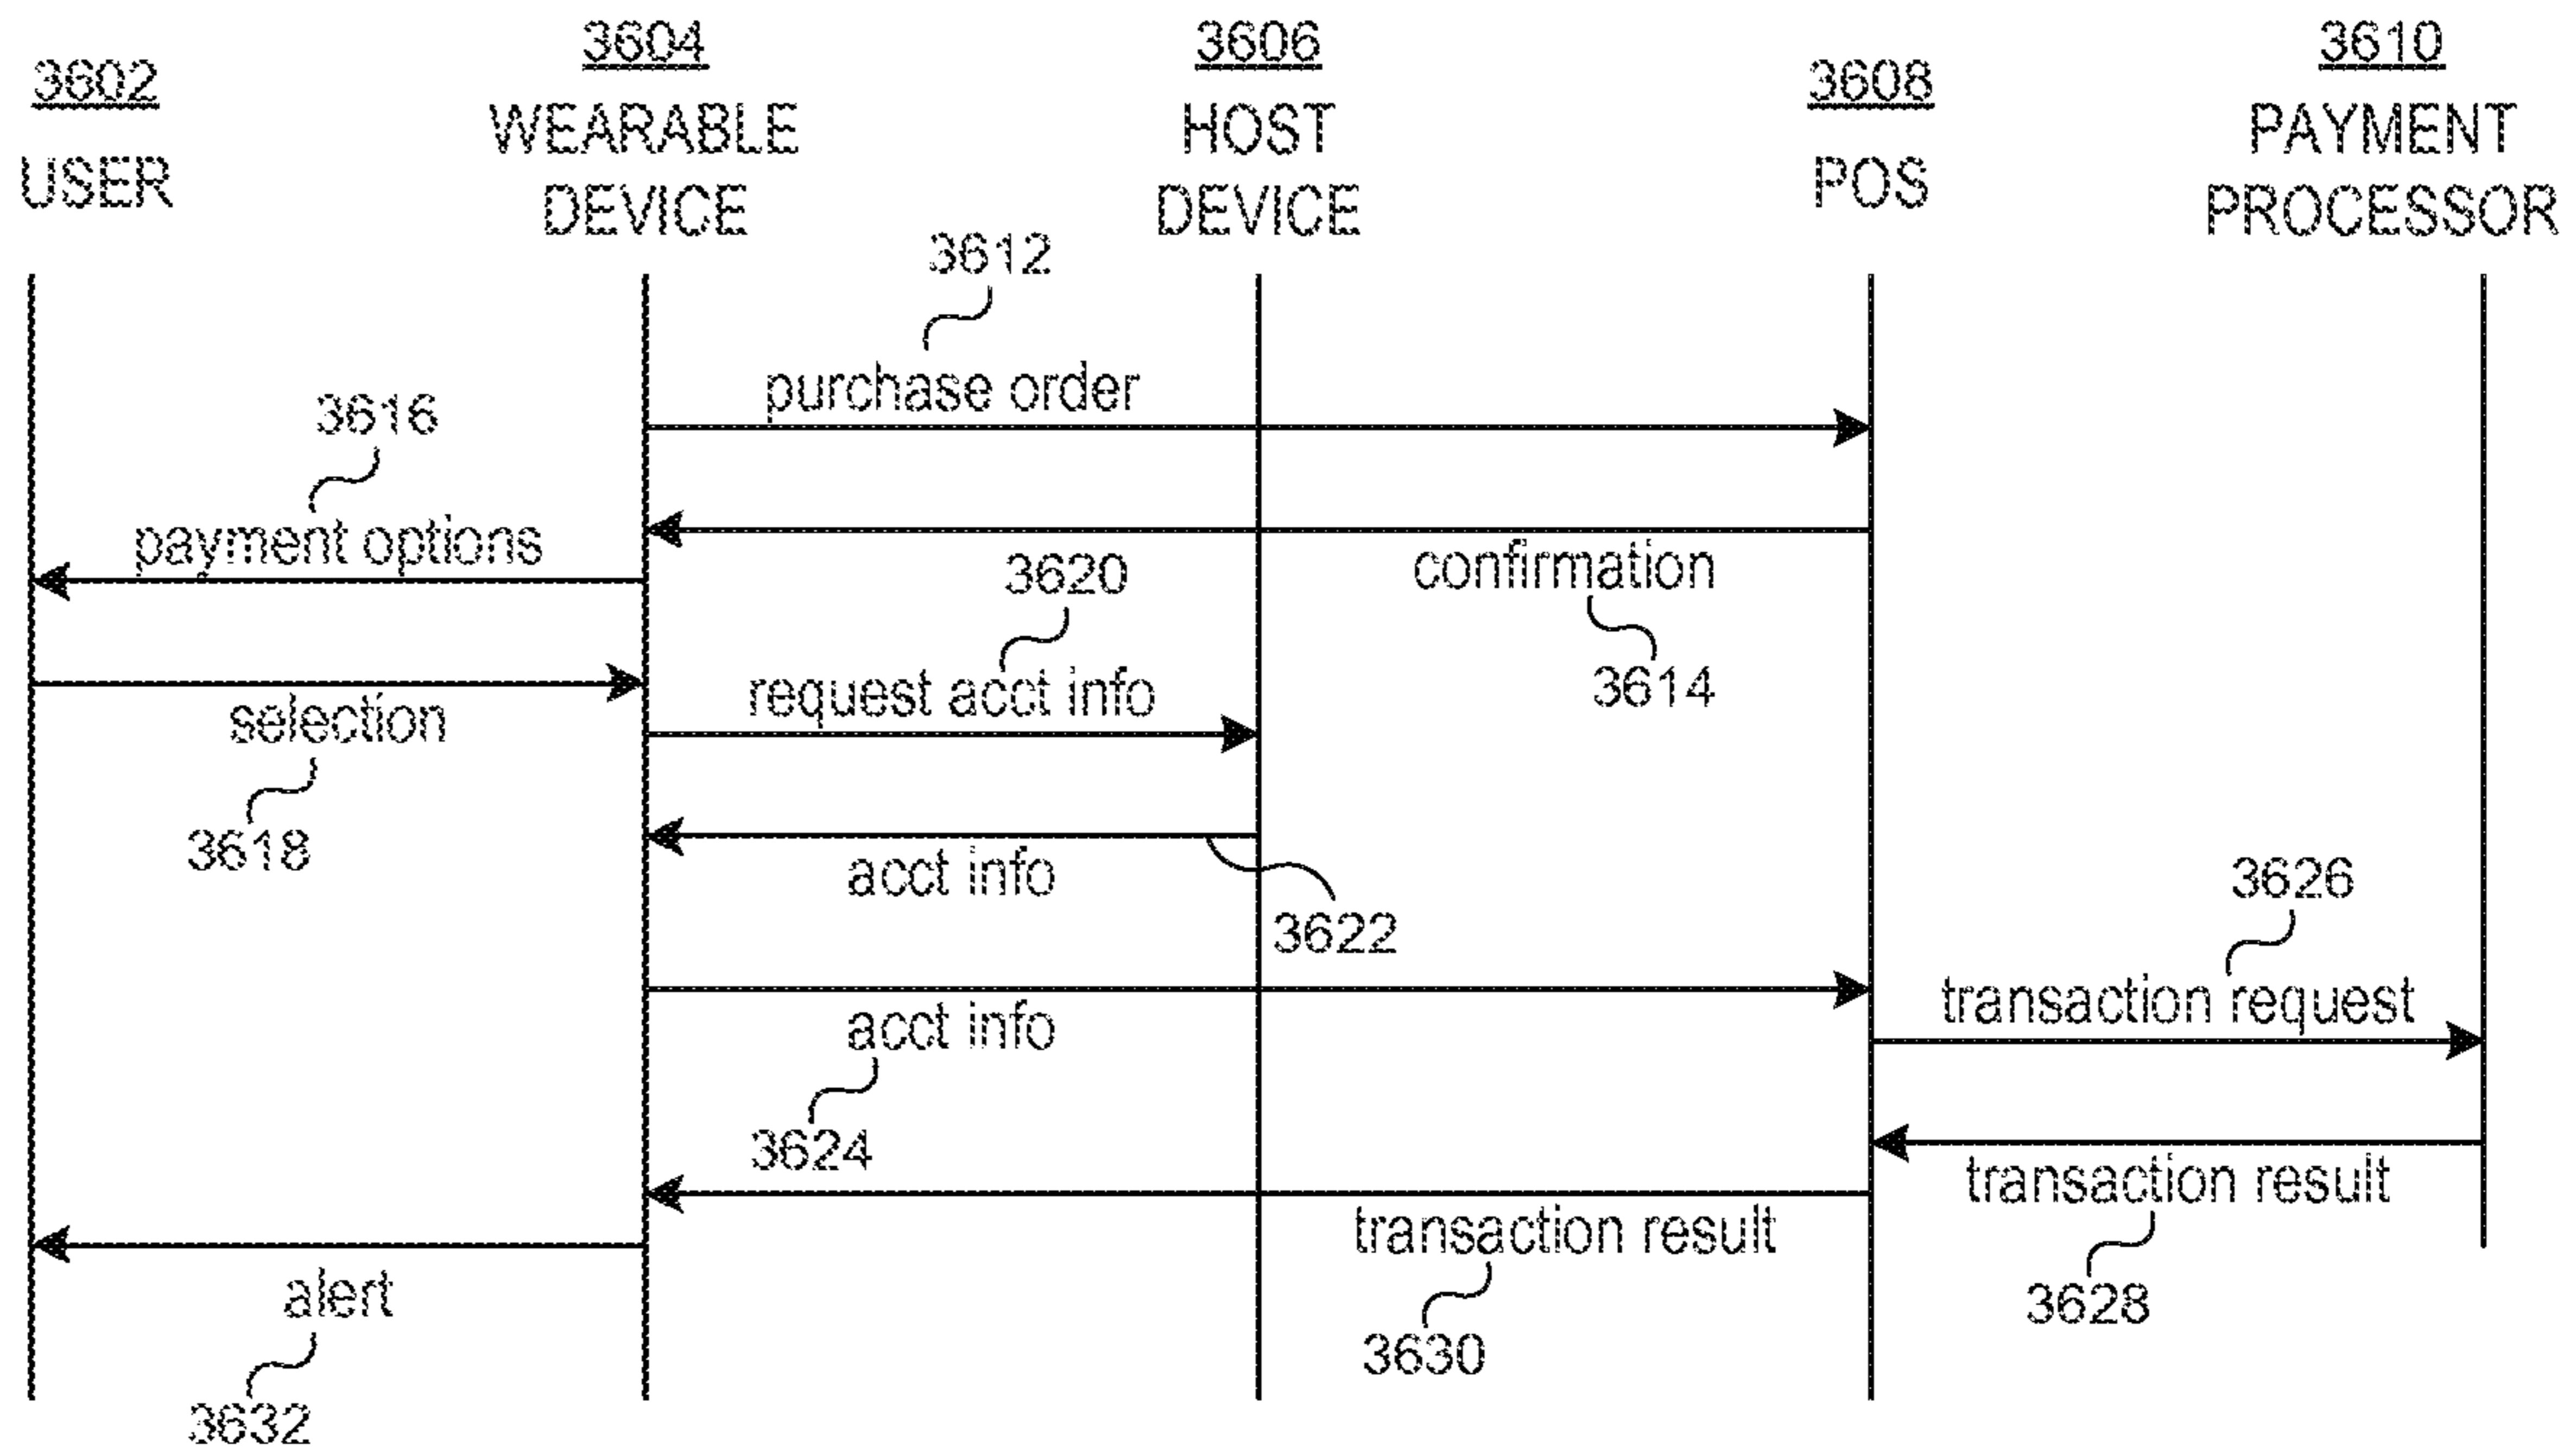 3602
USER
3604
WEARABLE
DEVICE
3606
HOST
DEVICE
3608
POS
3610
PAYMENT
PROCESSOR
3612
purchase order
3616
payment options
confirmation
3614
3620
request acct info
selection
3618
acct info
3622
3626
transaction request
acct info
3624
transaction result
3628
transaction result
3630
alert
3632